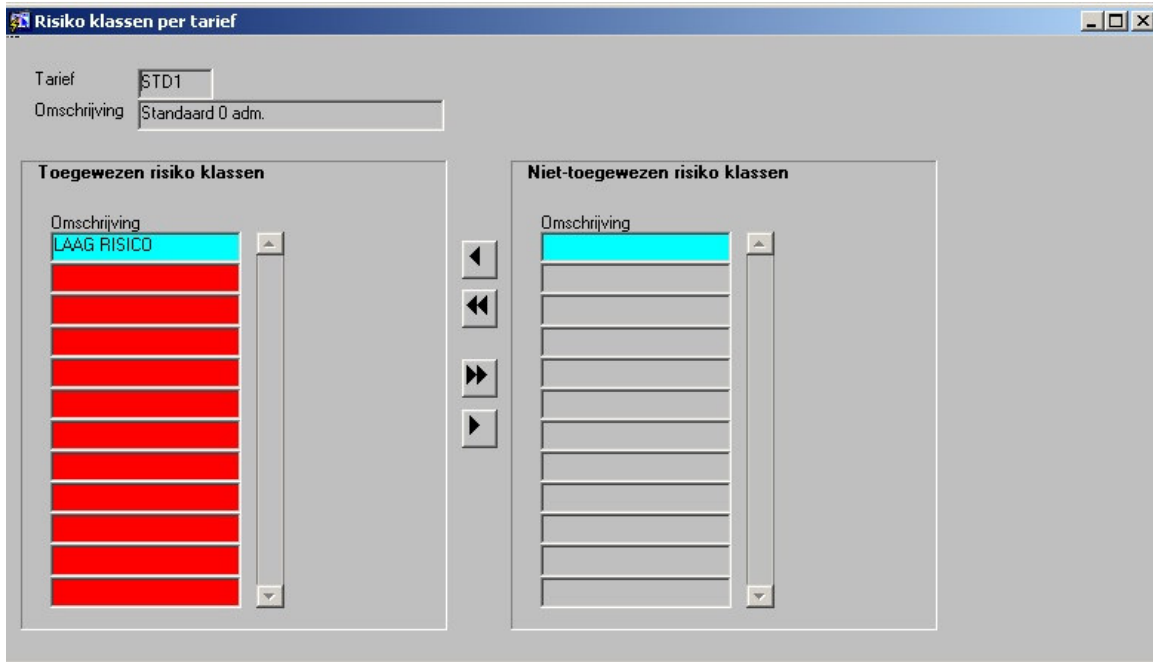 Risiko klassen per tarief
Tarief STD1
Omschrijving Standaard 0 adm.
Toegewezen risiko klassen
Omschrijving
LAAG RISICO
Niet-toegewezen risiko klassen
Omschrijving